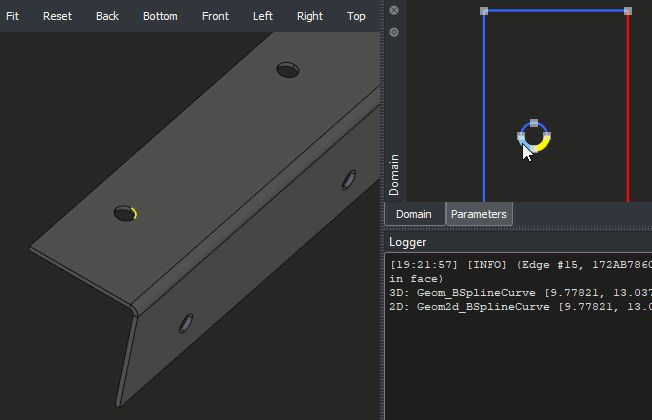 Fit Reset Back Bottom Front Left Right Top
Domain
Domain Parameters
Logger
[19:21:57] [INFO] (Edge #15, 172AB7860
in face)
3D: Geom_BSplineCurve [9.77821, 13.037
2D: Geom2d_BSplineCurve [9.77821, 13.0